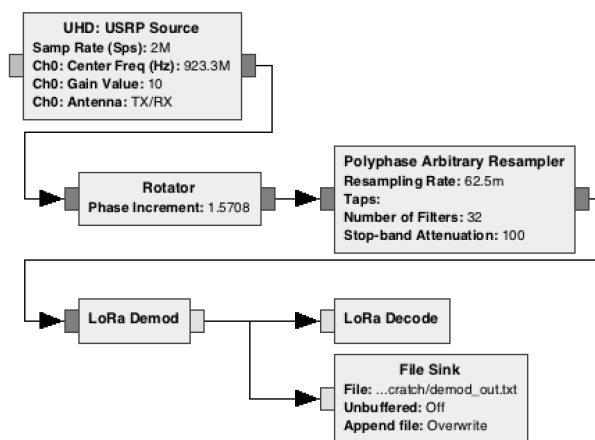 UHD: USRP Source
Samp Rate (Sps): 2M
Ch0: Center Freq (Hz): 923.3M
Ch0: Gain Value: 10
Ch0: Antenna: TX/RX
Rotator
Phase Increment: 1.5708
Polyphase Arbitrary Resampler
Resampling Rate: 62.5m
Taps:
Number of Filters: 32
Stop-band Attenuation: 100
LoRa Demod
LoRa Decode
File Sink
File: ...cratch/demod_out.txt
Unbuffered: Off
Append file: Overwrite